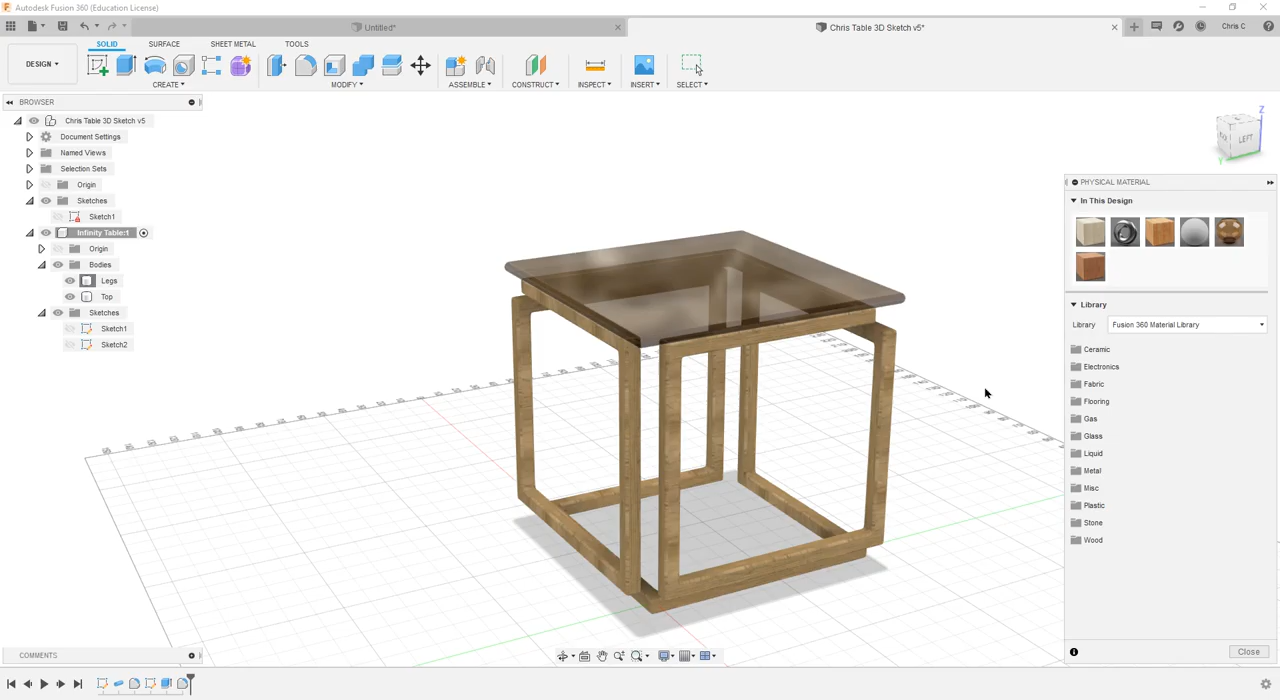 Autodesk Fusion 360 (Education License)
Untitled*
Chris Table 3D Sketch v5*
Chris C
DESIGN
SOLID
SURFACE
SHEET METAL
TOOLS
CREATE
MODIFY
ASSEMBLE
CONSTRUCT
INSPECT
INSERT
SELECT
BROWSER
Chris Table 3D Sketch v5
Document Settings
Named Views
Selection Sets
Origin
Sketches
Sketch1
Infinity Table:1
Origin
Bodies
Legs
Top
Sketches
Sketch1
Sketch2
Z
LEFT
Y
PHYSICAL MATERIAL
In This Design
Library
Library Fusion 360 Material Library
Ceramic
Electronics
Fabric
Flooring
Gas
Glass
Liquid
Metal
Misc
Plastic
Stone
Wood
Close
COMMENTS